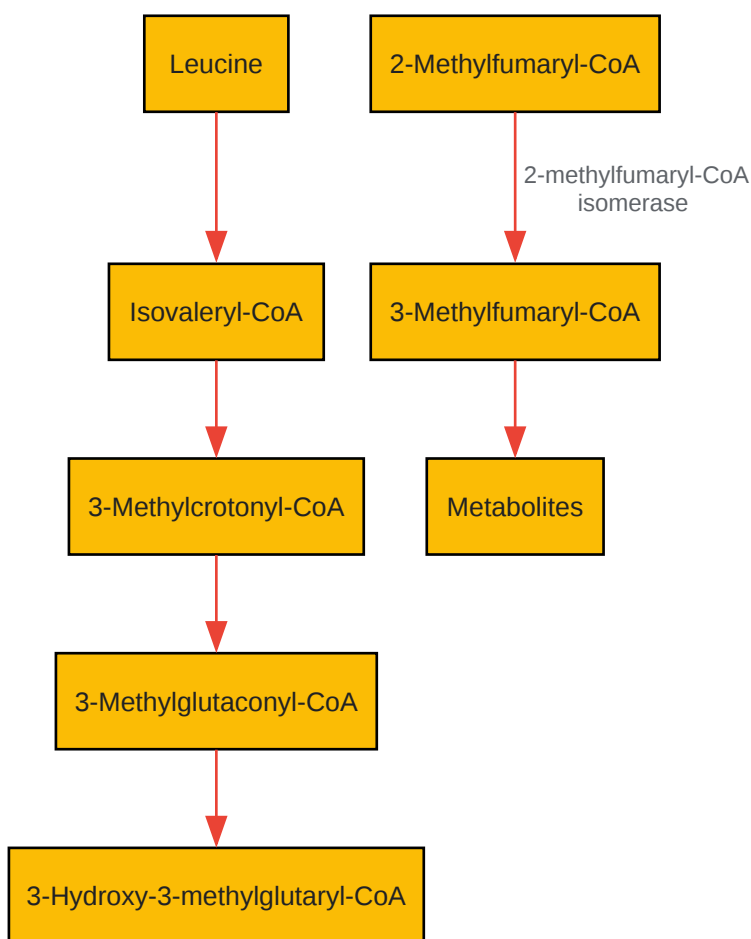 Leucine
2-Methylfumaryl-CoA
2-methylfumaryl-CoA
isomerase
Isovaleryl-CoA
3-Methylfumaryl-CoA
3-Methylcrotonyl-CoA
Metabolites
3-Methylglutaconyl-CoA
3-Hydroxy-3-methylglutaryl-CoA